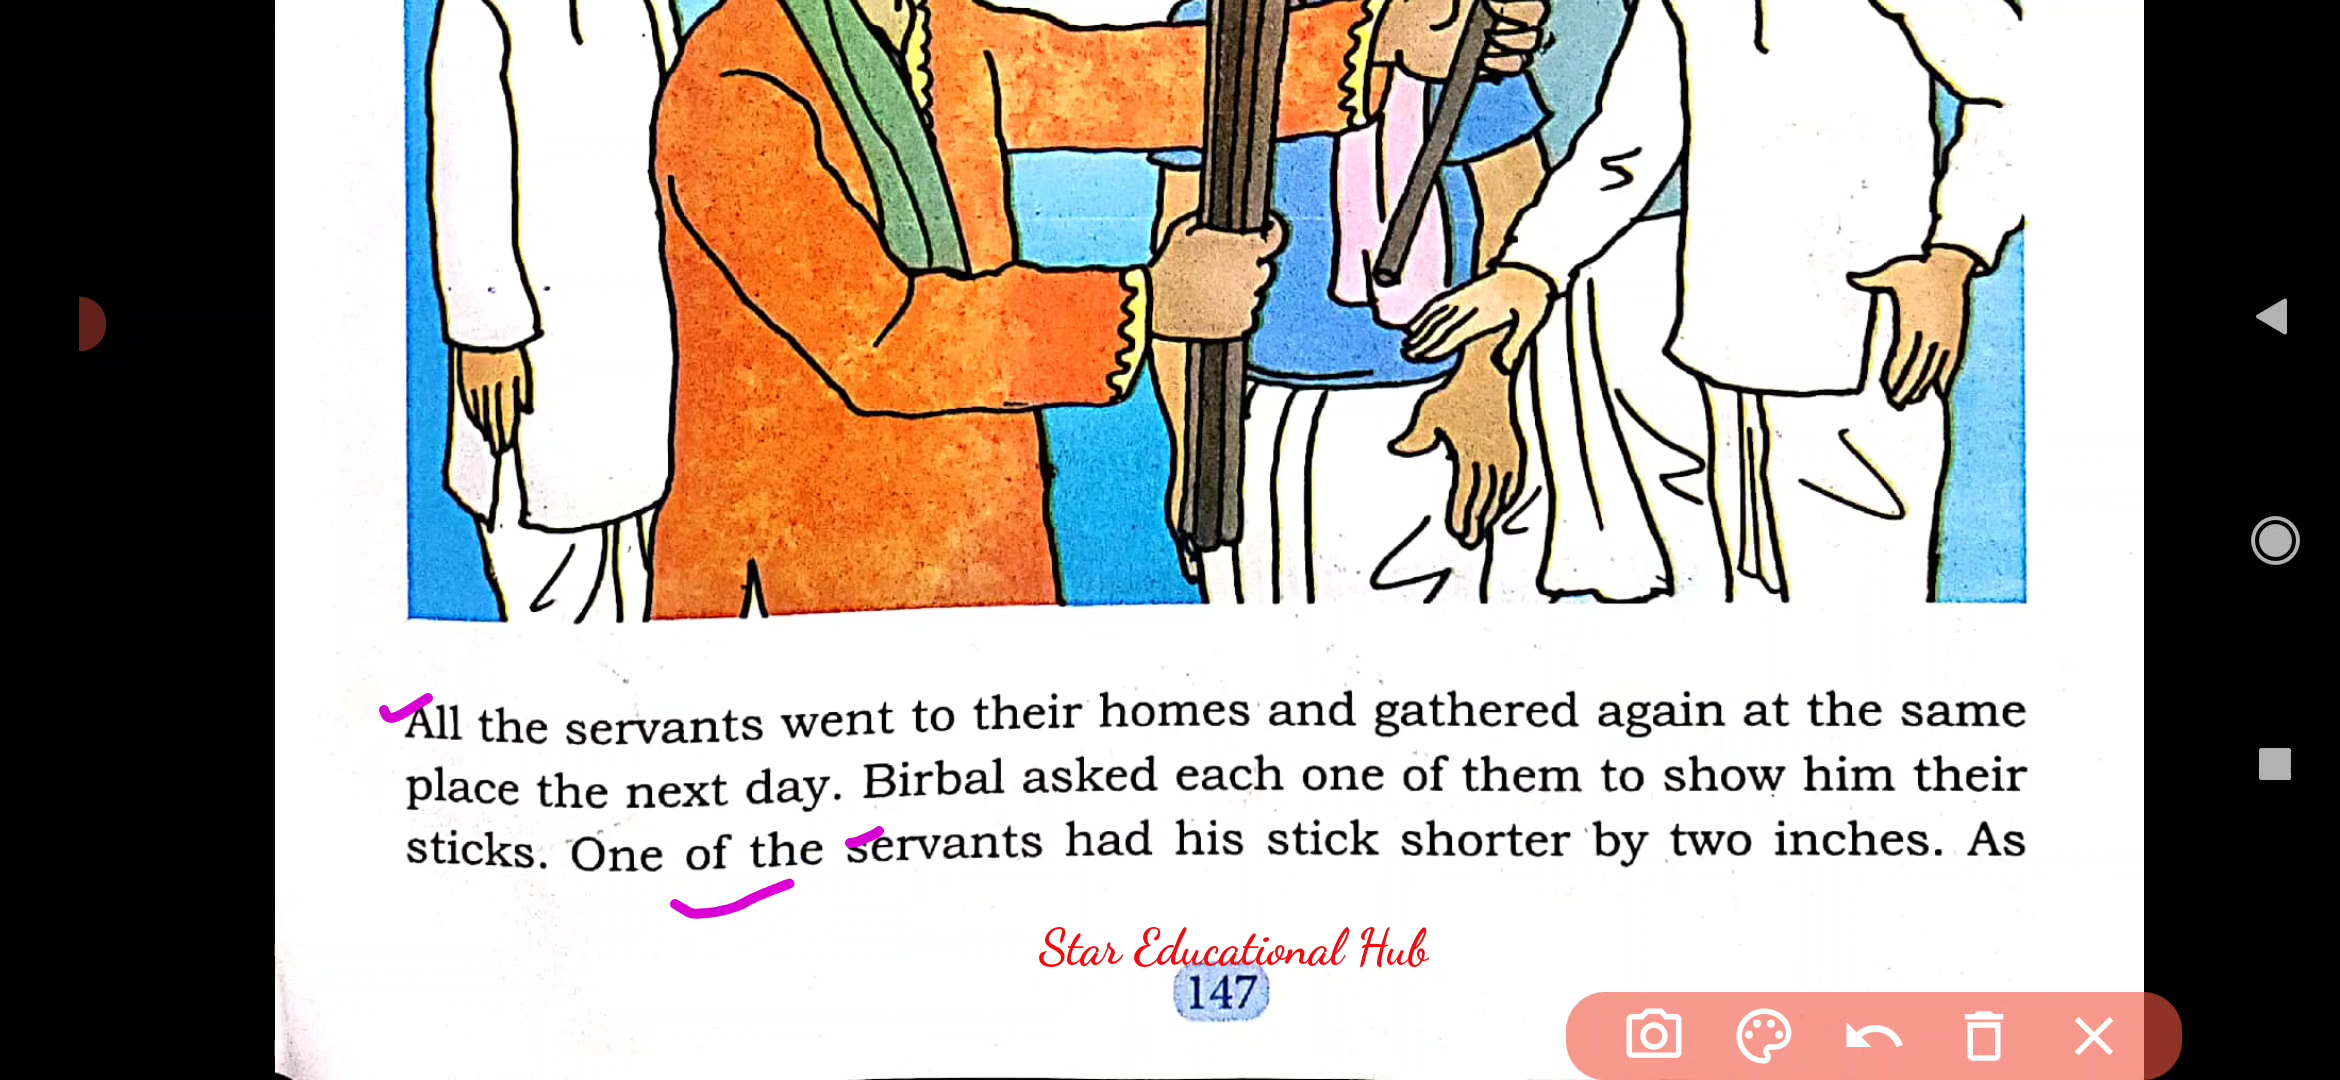 All the servants went to their homes and gathered again at the same
place the next day. Birbal asked each one of them to show him their
sticks. One of the servants had his stick shorter by two inches. As
Star Educational Hub
147